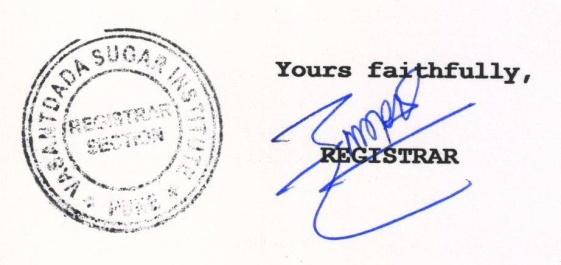 VASANTDADA SUGAR INSTITUTE
★ PUNE ★
REGISTRAR
SECTION
Yours faithfully,
REGISTRAR